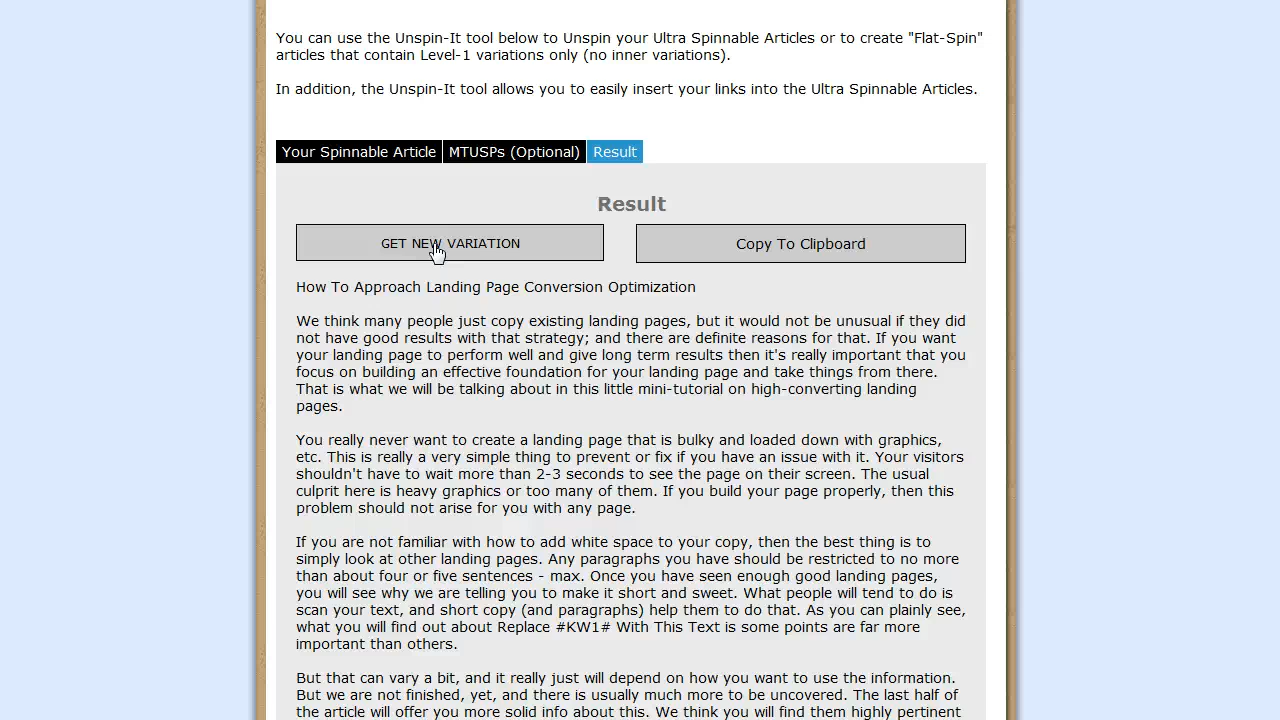 You can use the Unspin-It tool below to Unspin your Ultra Spinnable Articles or to create "Flat-Spin"
articles that contain Level-1 variations only (no inner variations).
In addition, the Unspin-It tool allows you to easily insert your links into the Ultra Spinnable Articles.
Your Spinnable Article MTUSPs (Optional) Result
Result
GET NEW VARIATION Copy To Clipboard
How To Approach Landing Page Conversion Optimization
We think many people just copy existing landing pages, but it would not be unusual if they did
not have good results with that strategy; and there are definite reasons for that. If you want
your landing page to perform well and give long term results then it's really important that you
focus on building an effective foundation for your landing page and take things from there.
That is what we will be talking about in this little mini-tutorial on high-converting landing
pages.
You really never want to create a landing page that is bulky and loaded down with graphics,
etc. This is really a very simple thing to prevent or fix if you have an issue with it. Your visitors
shouldn't have to wait more than 2-3 seconds to see the page on their screen. The usual
culprit here is heavy graphics or too many of them. If you build your page properly, then this
problem should not arise for you with any page.
If you are not familiar with how to add white space to your copy, then the best thing is to
simply look at other landing pages. Any paragraphs you have should be restricted to no more
than about four or five sentences - max. Once you have seen enough good landing pages,
you will see why we are telling you to make it short and sweet. What people will tend to do is
scan your text, and short copy (and paragraphs) help them to do that. As you can plainly see,
what you will find out about Replace #KW1# With This Text is some points are far more
important than others.
But that can vary a bit, and it really just will depend on how you want to use the information.
But we are not finished, yet, and there is usually much more to be uncovered. The last half of
the article will offer you more solid info about this. We think you will find them highly pertinent